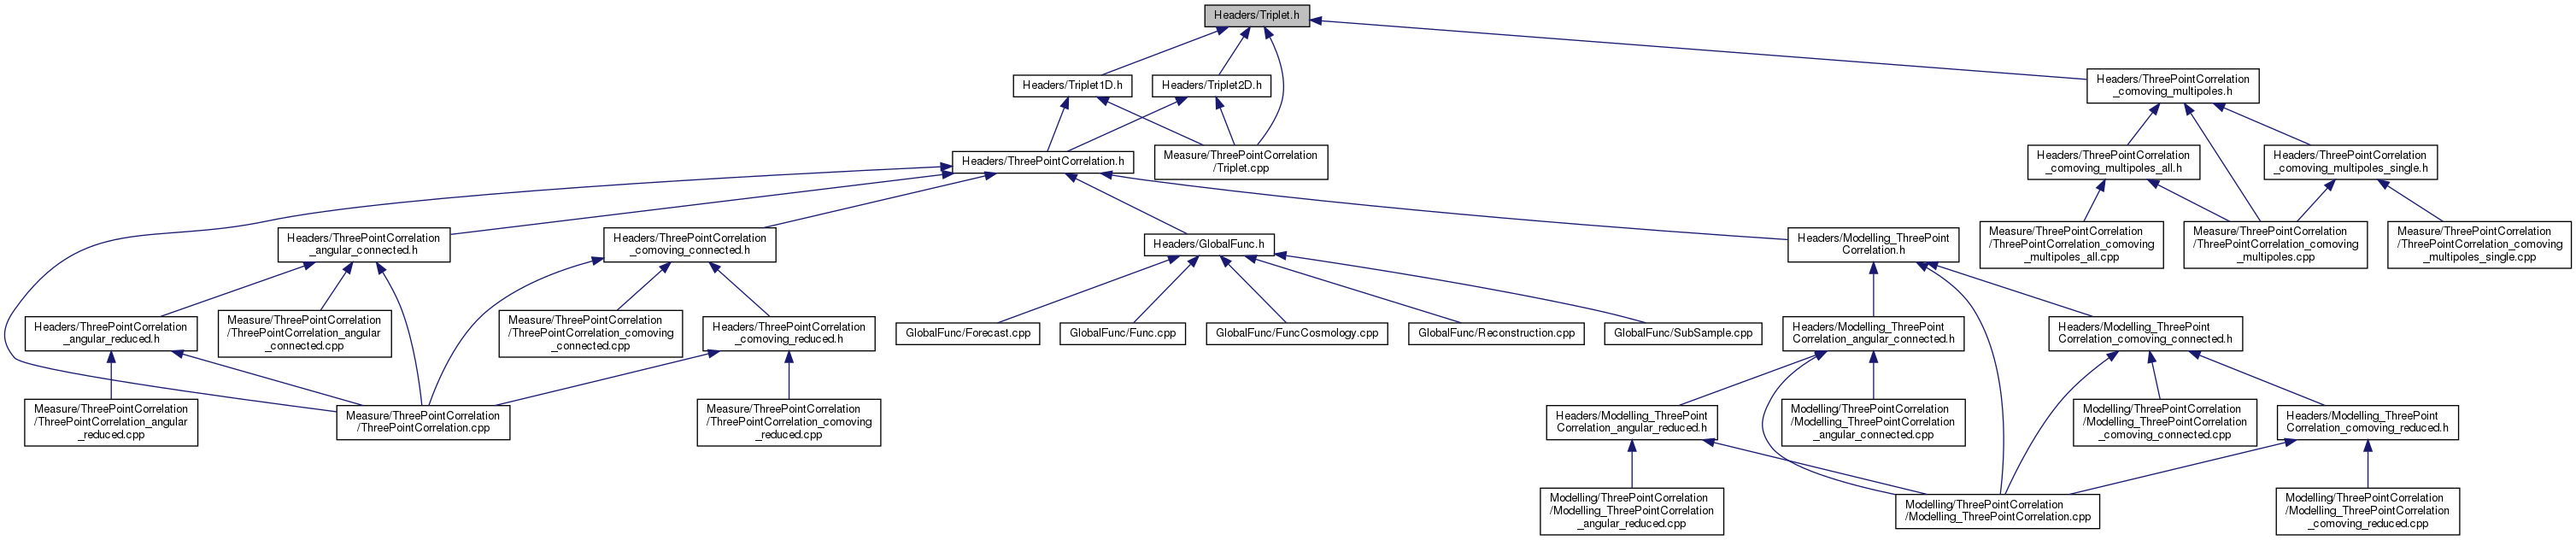 Headers/Triplet.h
Headers/Triplet1D.h
Headers/Triplet2D.h
Headers/ThreePointCorrelation
_comoving_multipoles.h
Headers/ThreePointCorrelation.h
Measure/ThreePointCorrelation
/Triplet.cpp
Headers/ThreePointCorrelation
_comoving_multipoles_all.h
Headers/ThreePointCorrelation
_comoving_multipoles_single.h
Headers/ThreePointCorrelation
_angular_connected.h
Headers/ThreePointCorrelation
_comoving_connected.h
Headers/GlobalFunc.h
Headers/Modelling_ThreePoint
Correlation.h
Measure/ThreePointCorrelation
/ThreePointCorrelation_comoving
_multipoles_all.cpp
Measure/ThreePointCorrelation
/ThreePointCorrelation_comoving
_multipoles.cpp
Measure/ThreePointCorrelation
/ThreePointCorrelation_comoving
_multipoles_single.cpp
Headers/ThreePointCorrelation
_angular_reduced.h
Measure/ThreePointCorrelation
/ThreePointCorrelation_angular
_connected.cpp
Measure/ThreePointCorrelation
/ThreePointCorrelation_comoving
_connected.cpp
Headers/ThreePointCorrelation
_comoving_reduced.h
GlobalFunc/Forecast.cpp
GlobalFunc/Func.cpp
GlobalFunc/FuncCosmology.cpp
GlobalFunc/Reconstruction.cpp
GlobalFunc/SubSample.cpp
Headers/Modelling_ThreePoint
Correlation_angular_connected.h
Headers/Modelling_ThreePoint
Correlation_comoving_connected.h
Measure/ThreePointCorrelation
/ThreePointCorrelation_angular
_reduced.cpp
Measure/ThreePointCorrelation
/ThreePointCorrelation.cpp
Measure/ThreePointCorrelation
/ThreePointCorrelation_comoving
_reduced.cpp
Headers/Modelling_ThreePoint
Correlation_angular_reduced.h
Modelling/ThreePointCorrelation
/Modelling_ThreePointCorrelation
_angular_connected.cpp
Modelling/ThreePointCorrelation
/Modelling_ThreePointCorrelation
_comoving_connected.cpp
Headers/Modelling_ThreePoint
Correlation_comoving_reduced.h
Modelling/ThreePointCorrelation
/Modelling_ThreePointCorrelation
_angular_reduced.cpp
Modelling/ThreePointCorrelation
/Modelling_ThreePointCorrelation.cpp
Modelling/ThreePointCorrelation
/Modelling_ThreePointCorrelation
_comoving_reduced.cpp